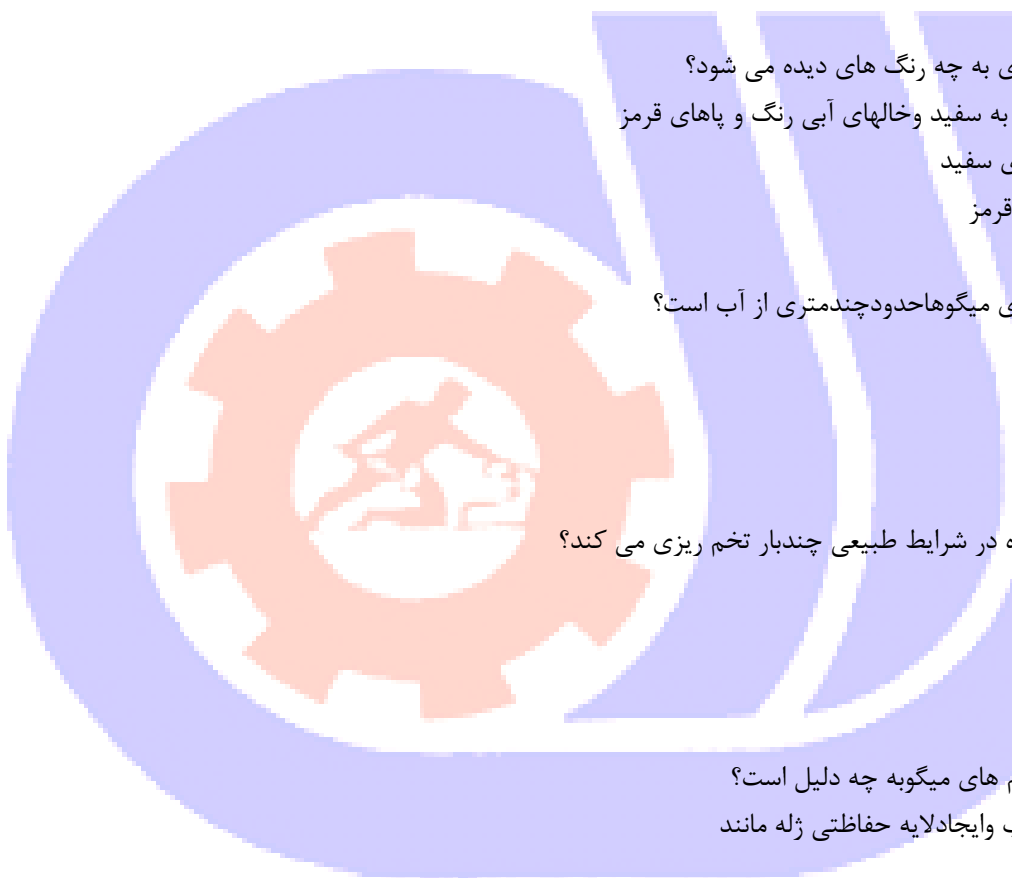 ی به چه رنگ های دیده می شود؟
به سفید وخالهای آبی رنگ و پاهای قرمز
ی سفید
قرمز
ی میگوهاحدودچندمتری از آب است؟
ه در شرایط طبیعی چندبار تخم ریزی می کند؟
م های میگوبه چه دلیل است؟
ب وایجادلایه حفاظتی ژله مانند